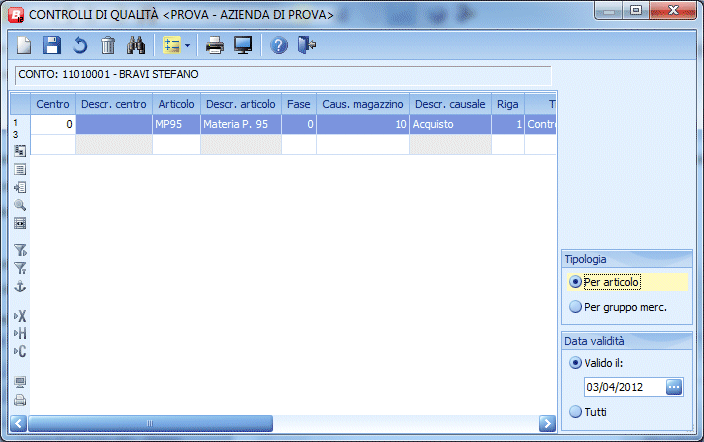 CONTROLLI DI QUALITÀ <PROVA - AZIENDA DI PROVA>
CONTO: 11010001 - BRAVI STEFANO
Centro Descr. centro Articolo Descr. articolo Fase Caus. magazzino Descr. causale Riga T
1 0 MP95 Materia P. 95 0 10 Acquisto 1 Contro
3
X
H
C
Tipologia
Per articolo
Per gruppo merc.
Data validità
Valido il:
03/04/2012 ...
Tutti